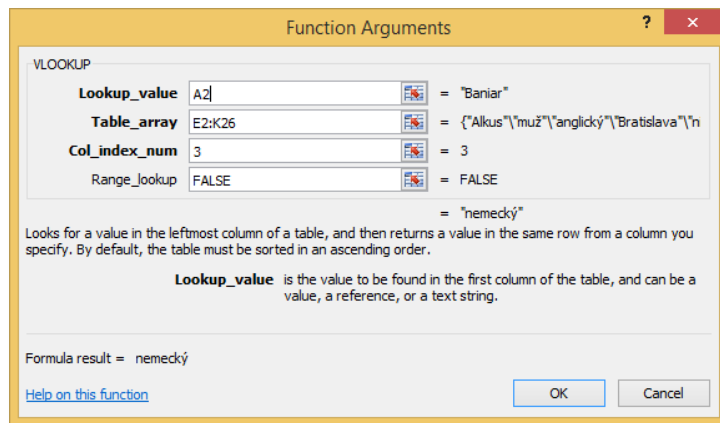 Function Arguments ? ×
VLOOKUP
Lookup_value A2 = "Baniar"
Table_array E2:K26 = {"Alkus"\"muž"\"anglický"\"Bratislava"\"n
Col_index_num 3 = 3
Range_lookup FALSE = FALSE
= "nemecký"
Looks for a value in the leftmost column of a table, and then returns a value in the same row from a column you
specify. By default, the table must be sorted in an ascending order.
Lookup_value is the value to be found in the first column of the table, and can be a
value, a reference, or a text string.
Formula result = nemecký
Help on this function OK Cancel